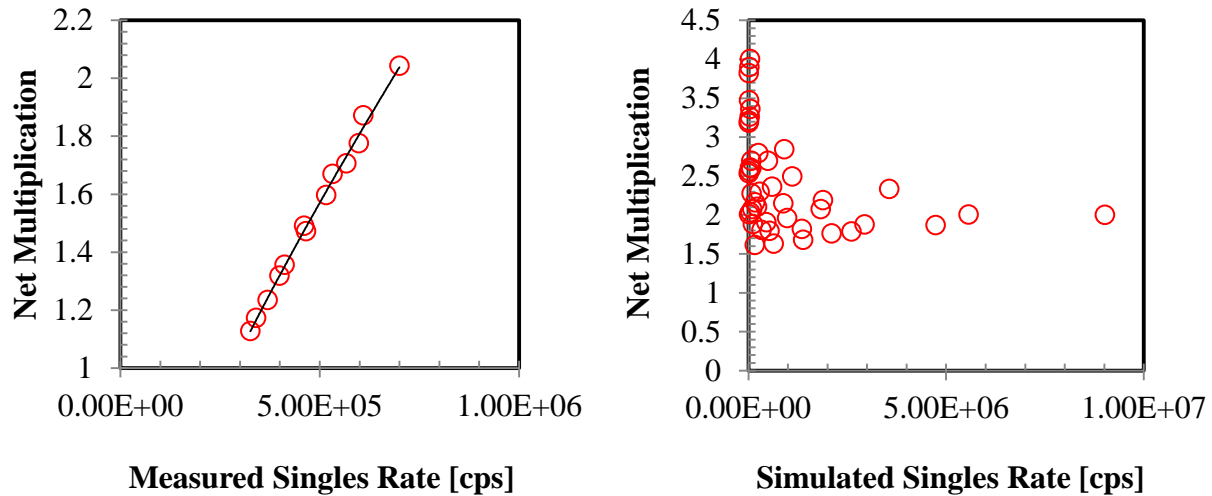 Net Multiplication
2.2
2
1.8
1.6
1.4
1.2
1
0.00E+00 5.00E+05 1.00E+06
Measured Singles Rate [cps]
Net Multiplication
4.5
4
3.5
3
2.5
2
1.5
1
0.5
0
0.00E+00 5.00E+06 1.00E+07
Simulated Singles Rate [cps]